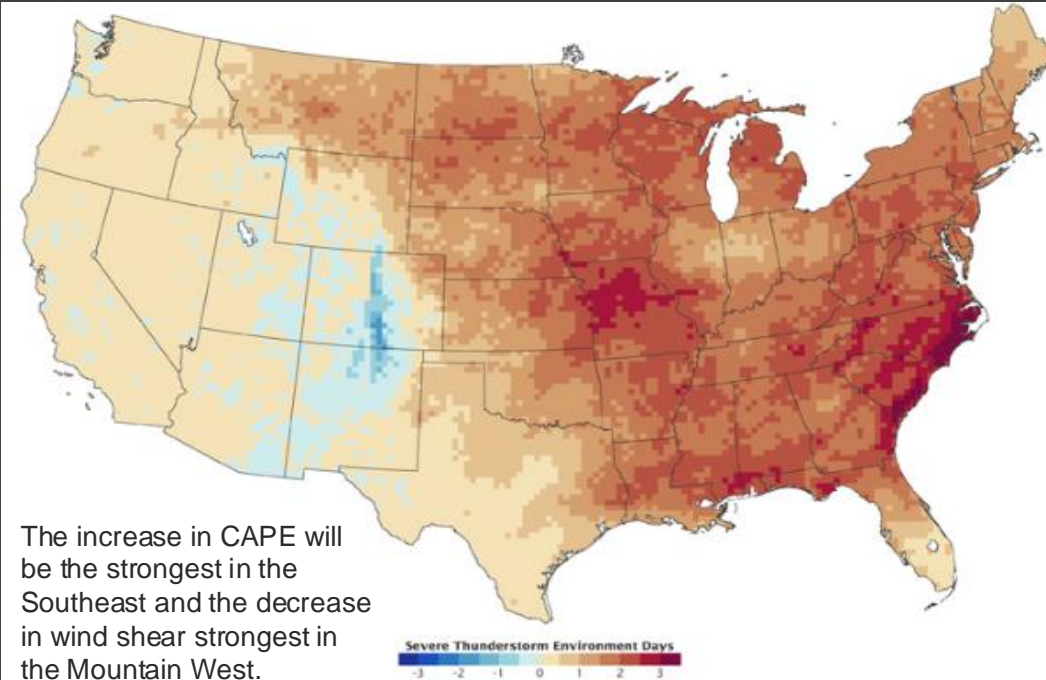 The increase in CAPE will
be the strongest in the
Southeast and the decrease
in wind shear strongest in
the Mountain West.
Severe Thunderstorm Environment Days
-3 -2 -1 0 1 2 3